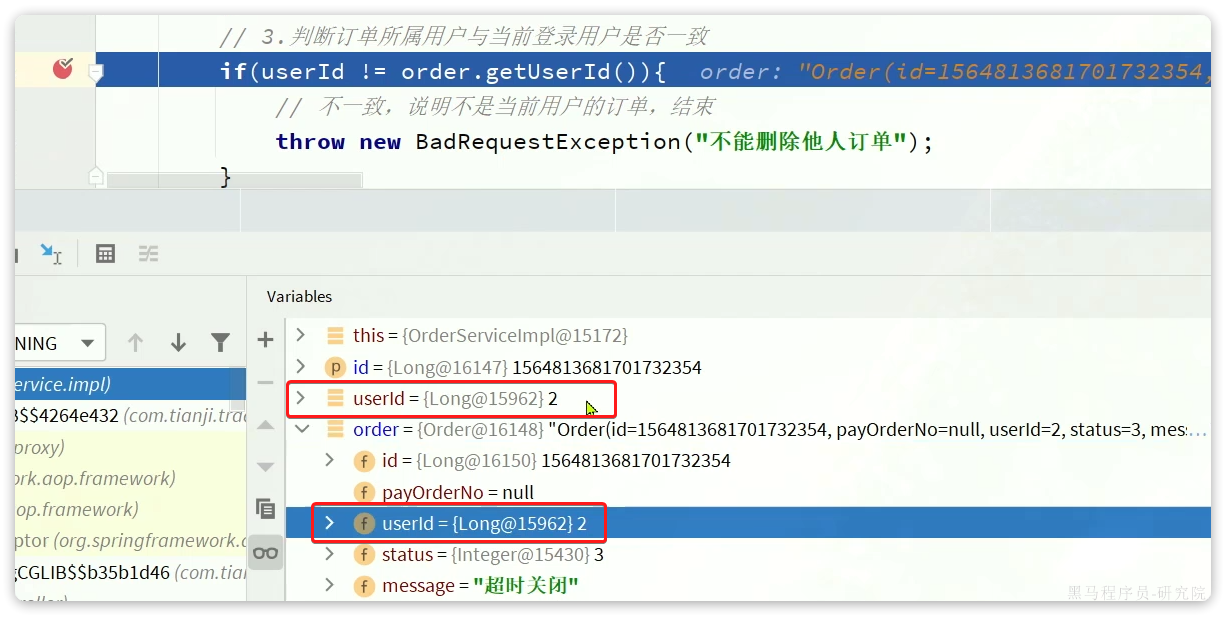 // 3.判断订单所属用户与当前登录用户是否一致
if(userId != order.getUserId()){ order: "Order(id=1564813681701732354,
// 不一致，说明不是当前用户的订单，结束
throw new BadRequestException("不能删除他人订单");
}
Variables
NING
ervice.impl)
B$$4264e432 (com.tianji.trad
proxy)
ork.aop.framework)
op.framework)
ptor (org.springframework.a
gCGLIB$$b35b1d46 (com.tian
this = {OrderServiceImpl@15172}
id = {Long@16147} 1564813681701732354
userId = {Long@15962} 2
order = {Order@16148} "Order(id=1564813681701732354, payOrderNo=null, userId=2, status=3, mes...
id = {Long@16150} 1564813681701732354
payOrderNo = null
userId = {Long@15962} 2
status = {Integer@15430} 3
message = "超时关闭"
黑马程序员-研究院